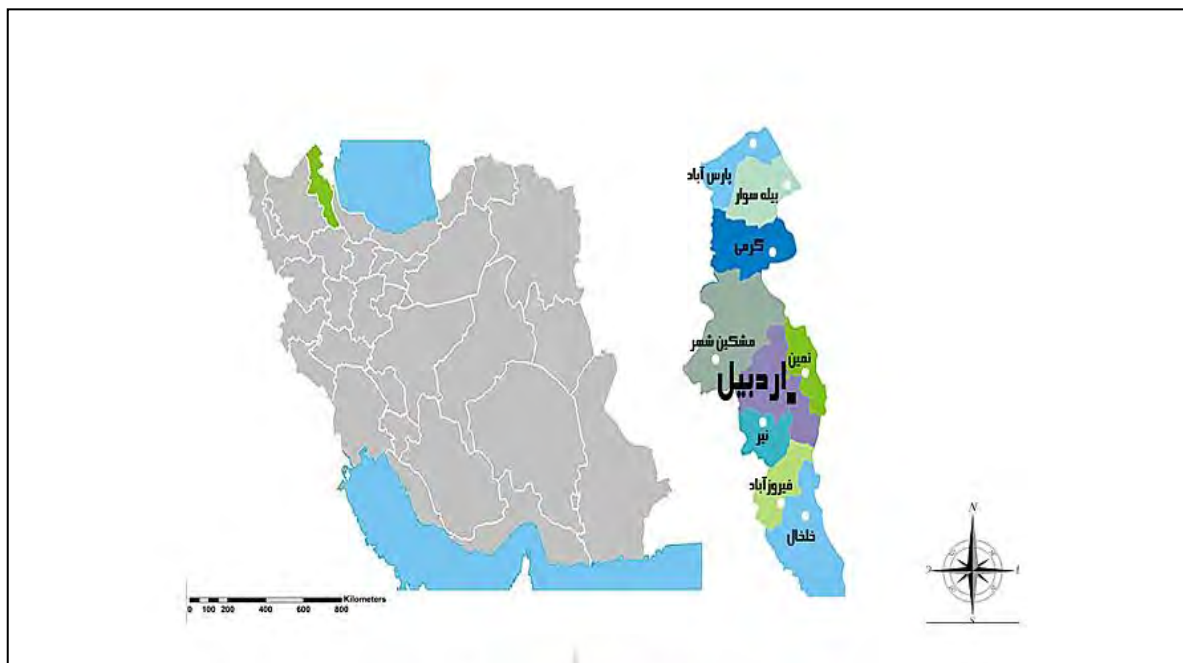 پارس آباد
بیله سوار
گرمی
مشکین شهر
نمین
اردبیل
نیر
فیروزآباد
خلخال
N
S
Kilometers
0 100 200 400 600 800